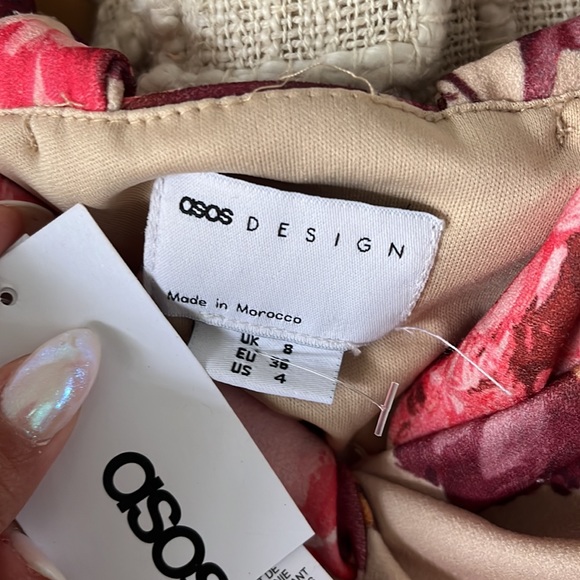 asos DESIGN
Made in Morocco
UK 8
EU 36
US 4
asos